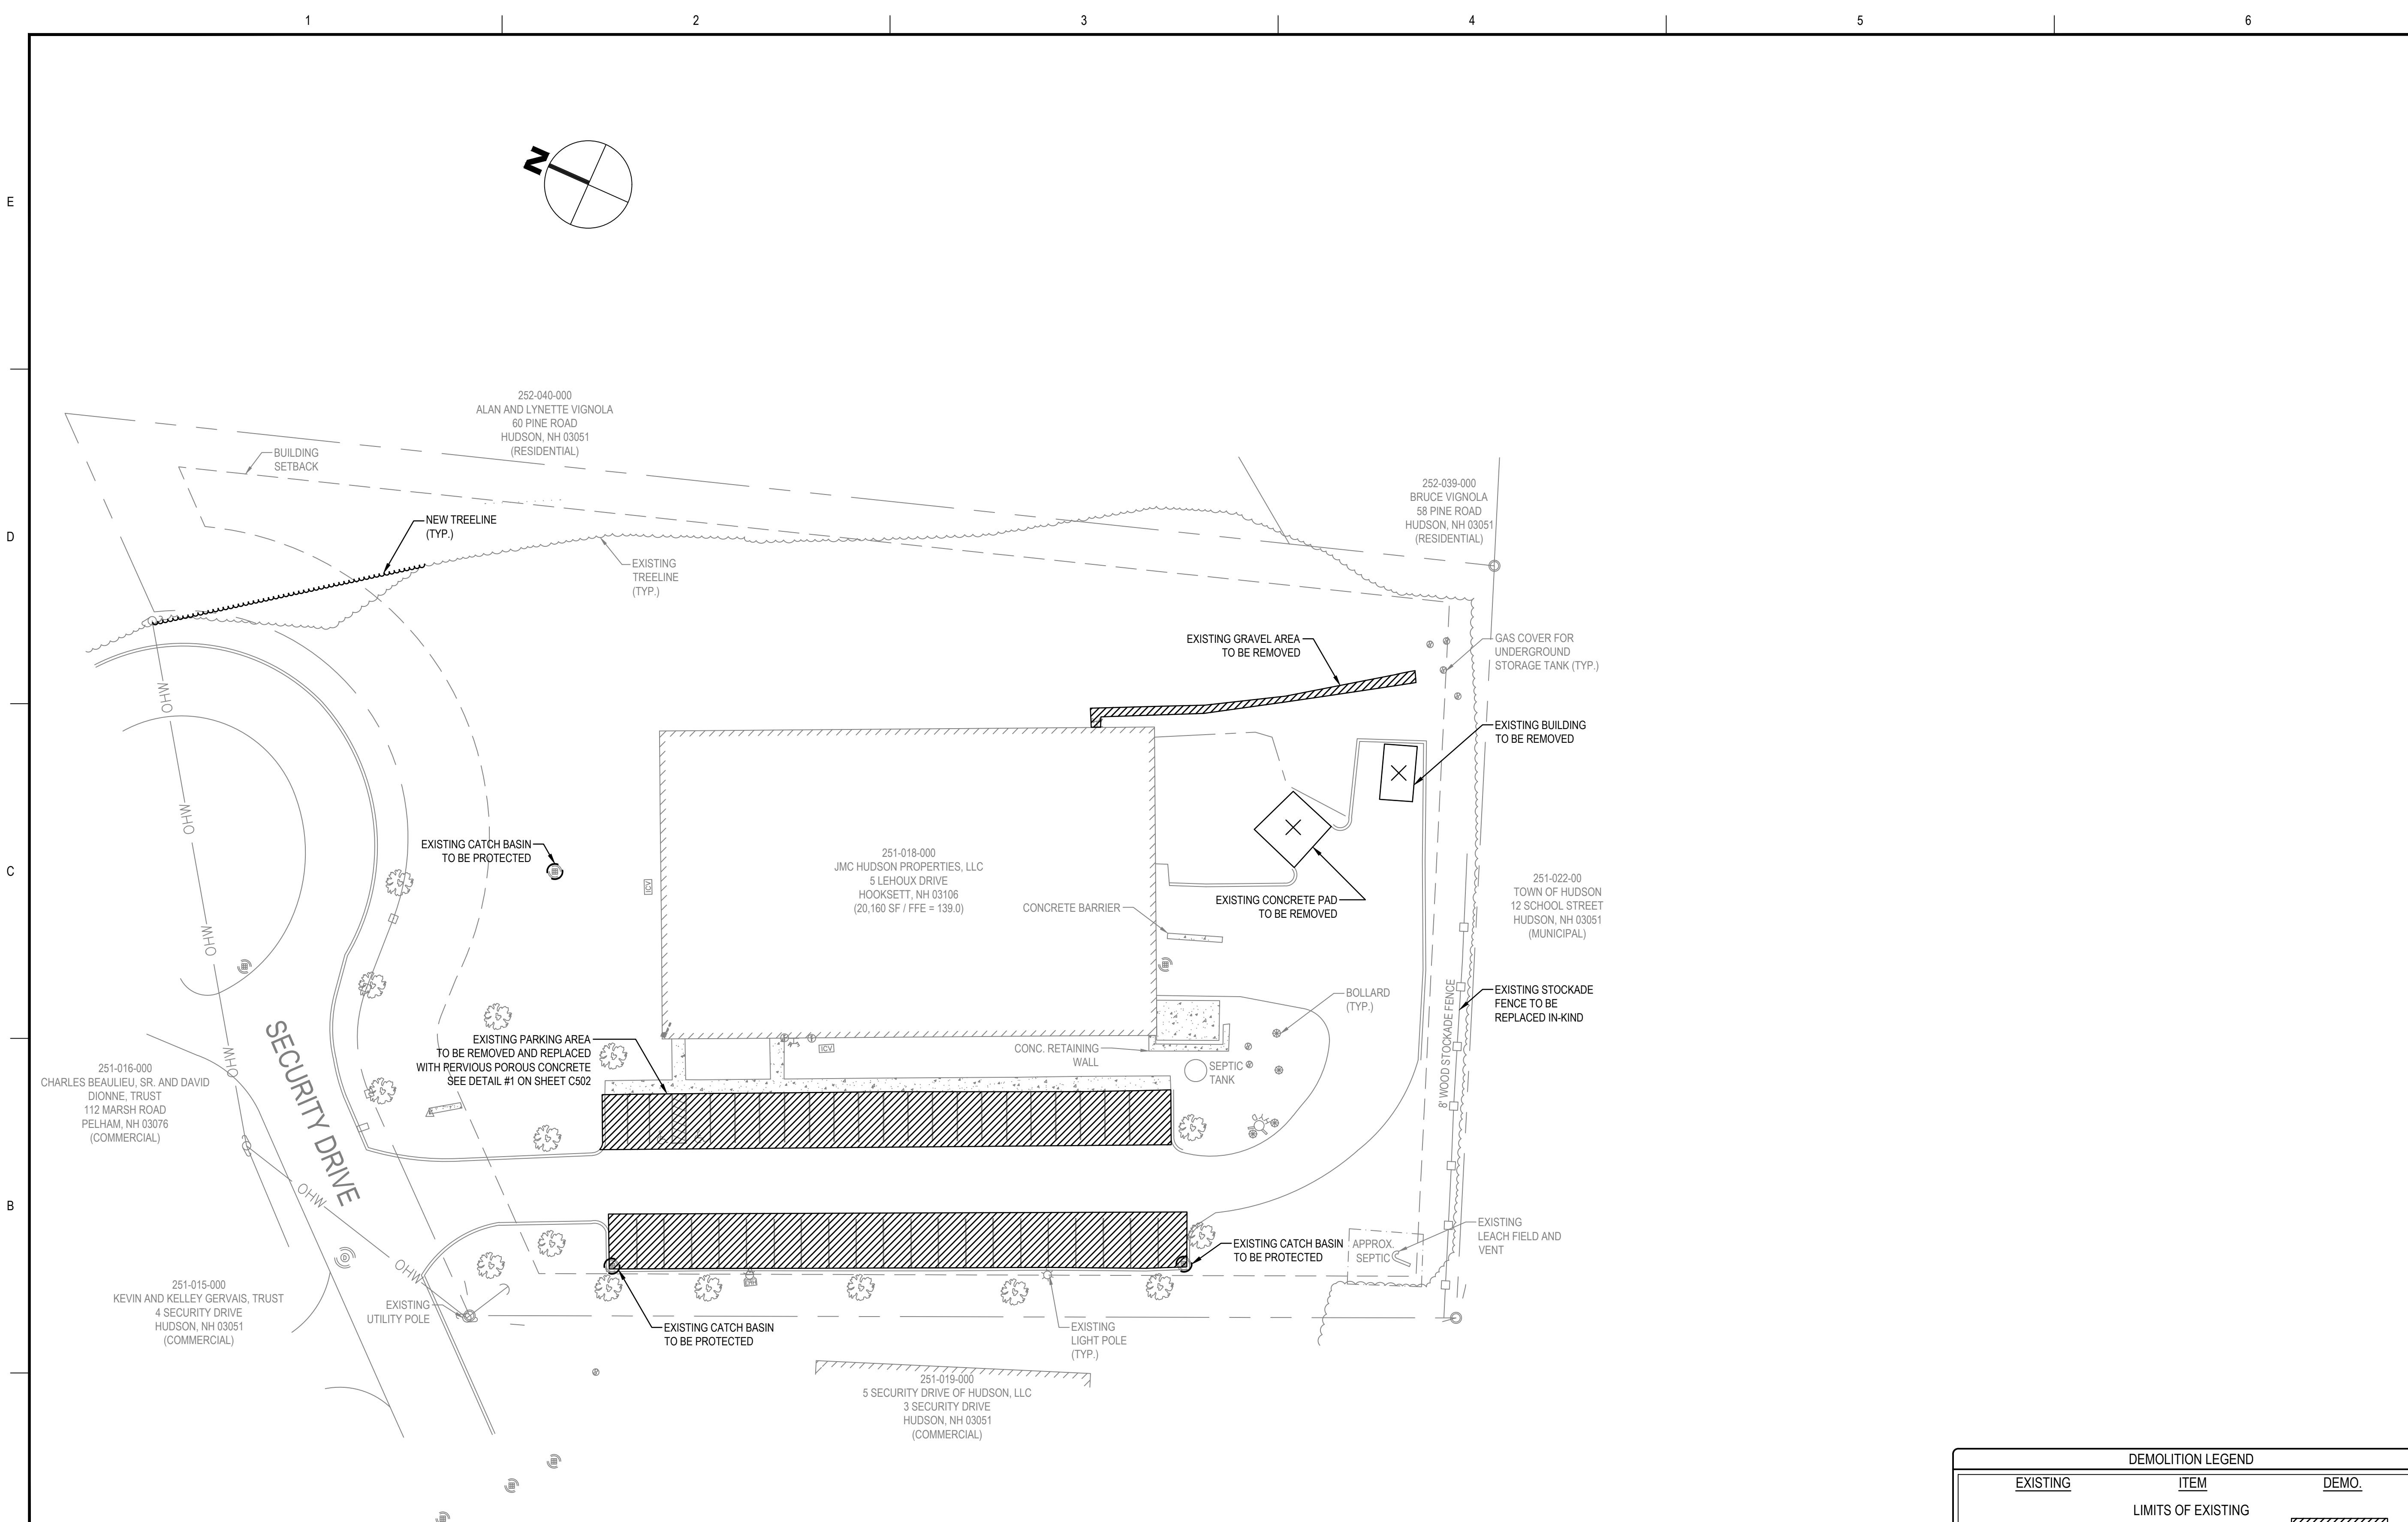 1
2
3
4
5
6
E
D
C
B
N
252-040-000
ALAN AND LYNETTE VIGNOLA
60 PINE ROAD
HUDSON, NH 03051
(RESIDENTIAL)
BUILDING
SETBACK
252-039-000
BRUCE VIGNOLA
58 PINE ROAD
HUDSON, NH 03051
(RESIDENTIAL)
NEW TREELINE
(TYP.)
EXISTING
TREELINE
(TYP.)
EXISTING GRAVEL AREA
TO BE REMOVED
GAS COVER FOR
UNDERGROUND
STORAGE TANK (TYP.)
OHW
EXISTING BUILDING
TO BE REMOVED
OHW
EXISTING CATCH BASIN
TO BE PROTECTED
ICV
251-018-000
JMC HUDSON PROPERTIES, LLC
5 LEHOUX DRIVE
HOOKSETT, NH 03106
(20,160 SF / FFE = 139.0)
CONCRETE BARRIER
EXISTING CONCRETE PAD
TO BE REMOVED
251-022-00
TOWN OF HUDSON
12 SCHOOL STREET
HUDSON, NH 03051
(MUNICIPAL)
OHW
BOLLARD
(TYP.)
EXISTING STOCKADE
FENCE TO BE
REPLACED IN-KIND
8' WOOD STOCKADE FENCE
SECURITY DRIVE
OHW
EXISTING PARKING AREA
TO BE REMOVED AND REPLACED
WITH PERVIOUS POROUS CONCRETE
SEE DETAIL #1 ON SHEET C502
ICV
CONC. RETAINING
WALL
SEPTIC
TANK
251-016-000
CHARLES BEAULIEU, SR. AND DAVID
DIONNE, TRUST
112 MARSH ROAD
PELHAM, NH 03076
(COMMERCIAL)
OHW
OHW
EXISTING CATCH BASIN
TO BE PROTECTED
APPROX.
SEPTIC
EXISTING
LEACH FIELD AND
VENT
251-015-000
KEVIN AND KELLEY GERVAIS, TRUST
4 SECURITY DRIVE
HUDSON, NH 03051
(COMMERCIAL)
EXISTING
UTILITY POLE
EXISTING CATCH BASIN
TO BE PROTECTED
EXISTING
LIGHT POLE
(TYP.)
251-019-000
5 SECURITY DRIVE OF HUDSON, LLC
3 SECURITY DRIVE
HUDSON, NH 03051
(COMMERCIAL)
DEMOLITION LEGEND
EXISTING ITEM DEMO.
LIMITS OF EXISTING